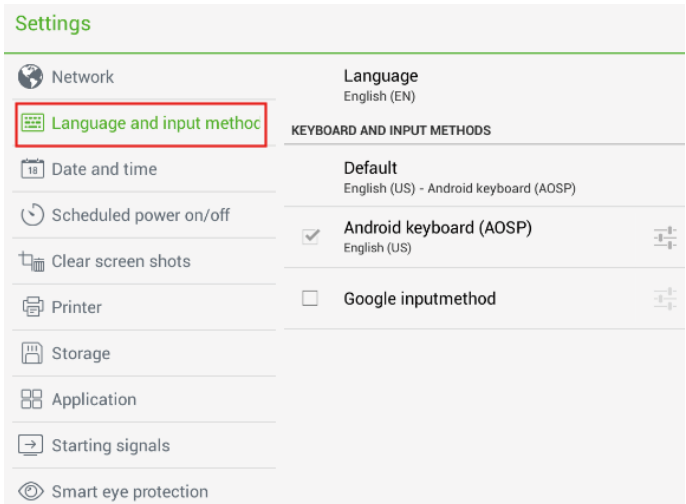 Settings
Network
Language and input method
18
Date and time
Scheduled power on/off
Clear screen shots
Printer
Storage
Application
Starting signals
Smart eye protection
Language
English (EN)
KEYBOARD AND INPUT METHODS
Default
English (US) - Android keyboard (AOSP)
Android keyboard (AOSP)
English (US)
Google inputmethod